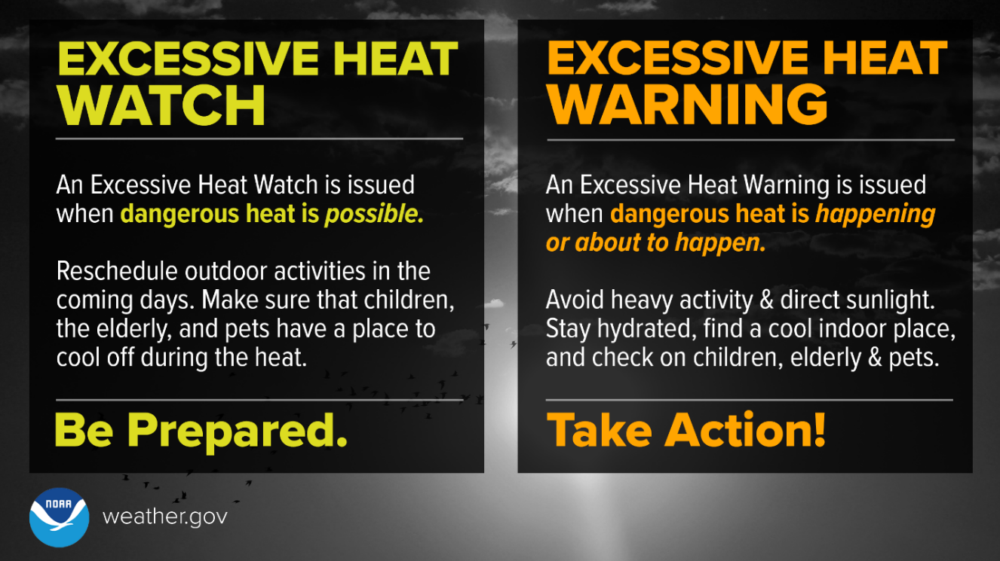 EXCESSIVE HEAT
WATCH
An Excessive Heat Watch is issued
when dangerous heat is possible.
Reschedule outdoor activities in the
coming days. Make sure that children,
the elderly, and pets have a place to
cool off during the heat.
Be Prepared.
EXCESSIVE HEAT
WARNING
An Excessive Heat Warning is issued
when dangerous heat is happening
or about to happen.
Avoid heavy activity & direct sunlight.
Stay hydrated, find a cool indoor place,
and check on children, elderly & pets.
Take Action!
NOAA
weather.gov